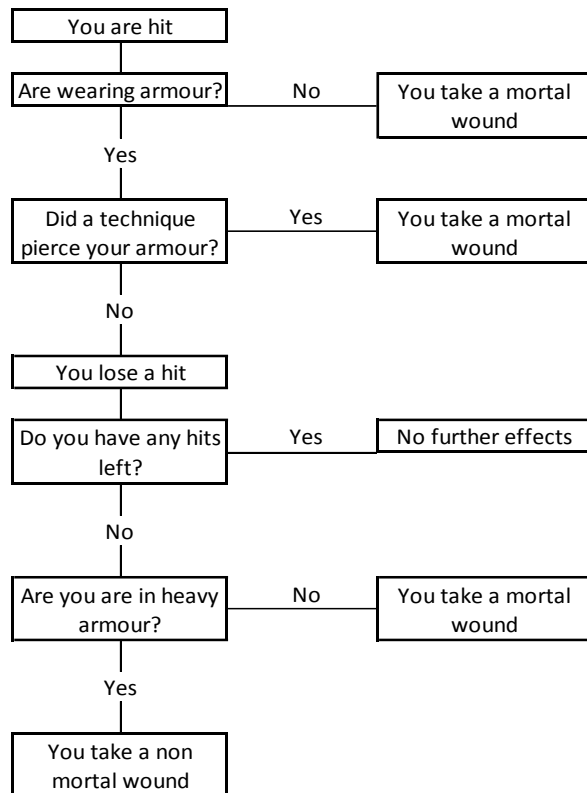 You are hit
Are wearing armour?
No
You take a mortal
wound
Yes
Did a technique
pierce your armour?
Yes
You take a mortal
wound
No
You lose a hit
Do you have any hits
left?
Yes
No further effects
No
Are you are in heavy
armour?
No
You take a mortal
wound
Yes
You take a non
mortal wound